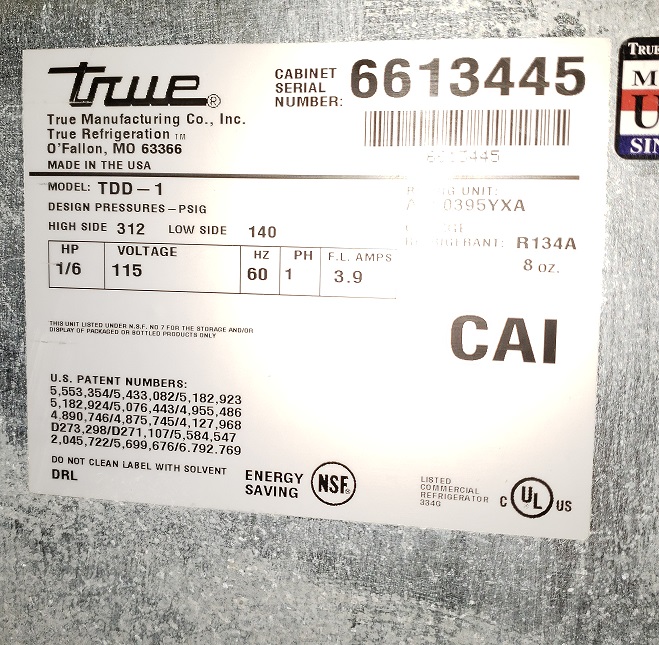 True®
True Manufacturing Co., Inc.
True Refrigeration TM
O'Fallon, MO 63366
MADE IN THE USA
CABINET
SERIAL
NUMBER:
6613445
6613445
MODEL: TDD-1
DESIGN PRESSURES-PSIG
HIGH SIDE 312 LOW SIDE 140
HP VOLTAGE HZ PH F.L. AMPS
1/6 115 60 1 3.9
UNIT:
0395YXA
R134A
8 OZ.
THIS UNIT LISTED UNDER N.S.F. NO 7 FOR THE STORAGE AND/OR
DISPLAY OF PACKAGED OR BOTTLED PRODUCTS ONLY
CAI
U.S. PATENT NUMBERS:
5,553,354/5,433,082/5,182,923
5,182,924/5,076,443/4,955,486
4.890,746/4,875,745/4,127,968
D273,298/D271,107/5,584,547
2,045,722/5,699,676/6.792.769
DO NOT CLEAN LABEL WITH SOLVENT
DRL
ENERGY
SAVING
NSF®
LISTED
COMMERCIAL
REFRIGERATOR
334G
C UL US
®
TRUE
M
U
SIN